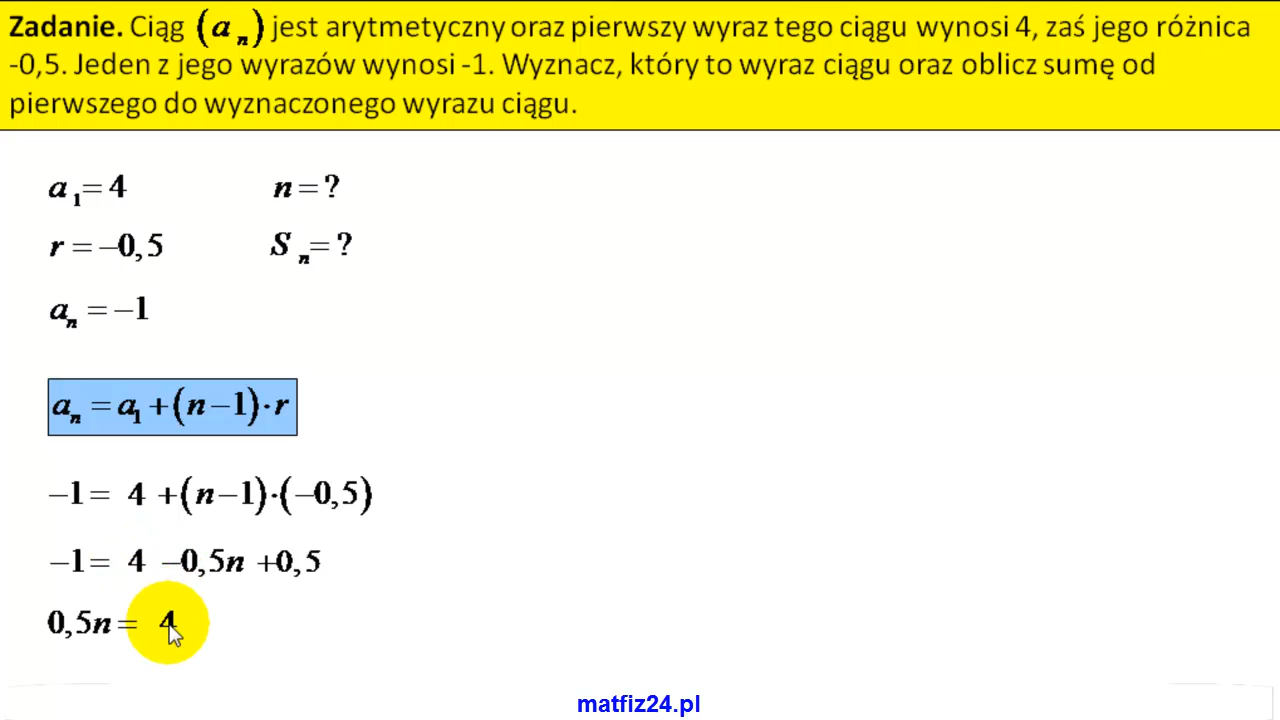 Zadanie. Ciąg (a n) jest arytmetyczny oraz pierwszy wyraz tego ciągu wynosi 4, zaś jego różnica
-0,5. Jeden z jego wyrazów wynosi -1. Wyznacz, który to wyraz ciągu oraz oblicz sumę od
pierwszego do wyznaczonego wyrazu ciągu.
a₁= 4 n = ?
r = –0,5 Sₙ= ?
aₙ = –1
aₙ = a₁ + (n – 1) · r
–1 = 4 + (n – 1) · (–0,5)
–1 = 4 –0,5n +0,5
0,5n = 4
matfiz24.pl